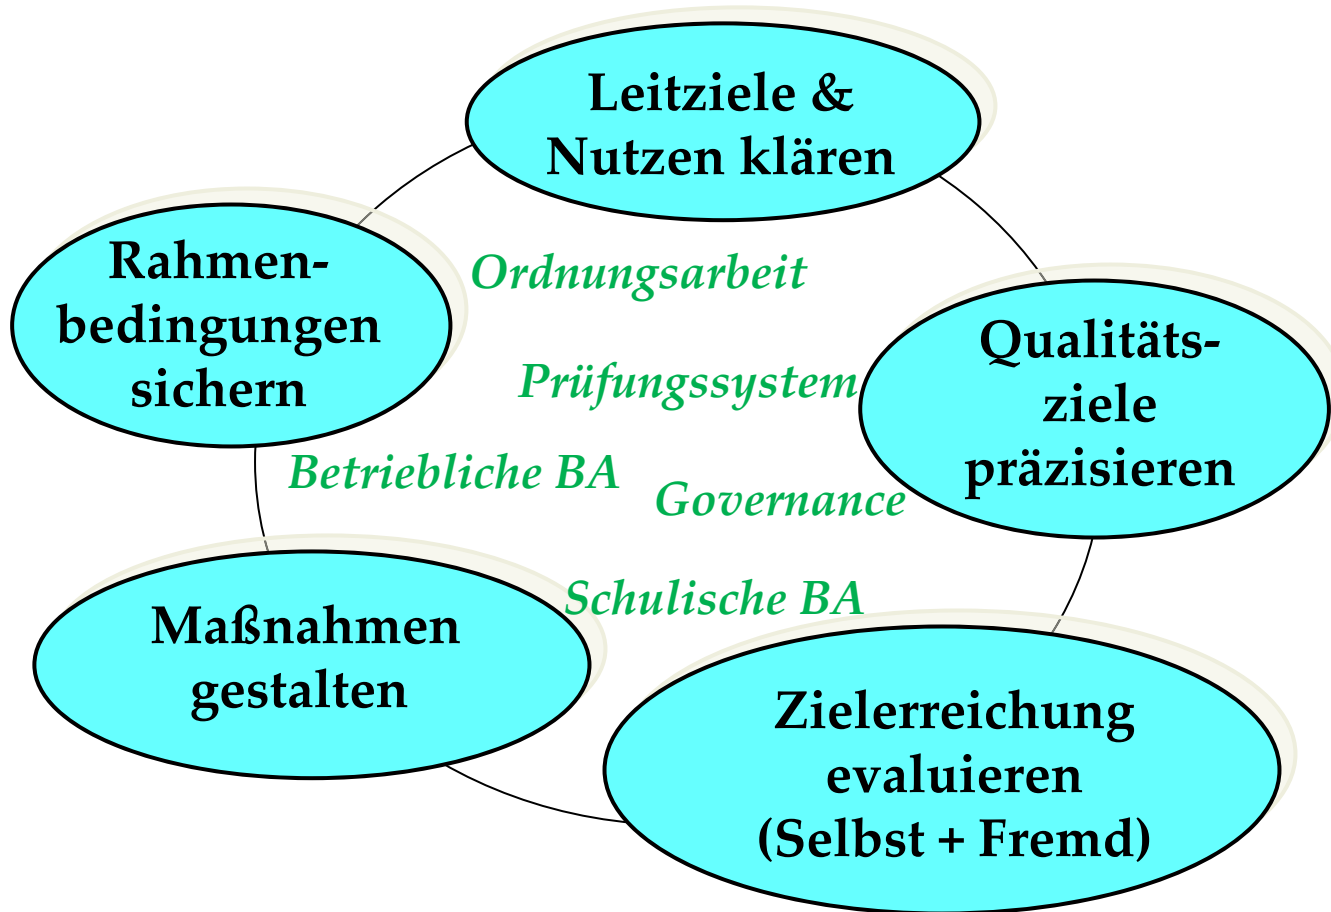 Leitziele &
Nutzen klären
Rahmen-
bedingungen
sichern
Ordnungsarbeit
Qualitäts-
ziele
präzisieren
Prüfungssystem
Betriebliche BA
Governance
Schulische BA
Maßnahmen
gestalten
Zielerreichung
evaluieren
(Selbst + Fremd)